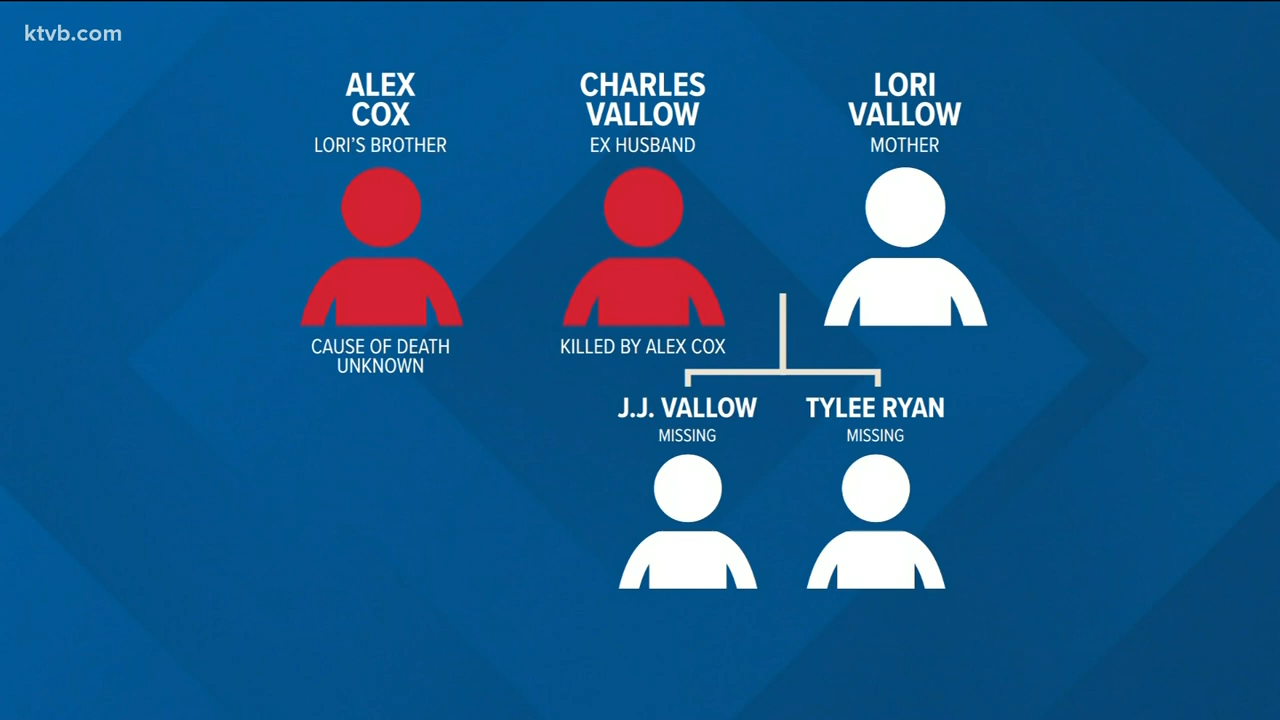 ktvb.com
ALEX
COX
LORI'S BROTHER
CAUSE OF DEATH
UNKNOWN
CHARLES
VALLOW
EX HUSBAND
KILLED BY ALEX COX
LORI
VALLOW
MOTHER
J.J. VALLOW
MISSING
TYLEE RYAN
MISSING